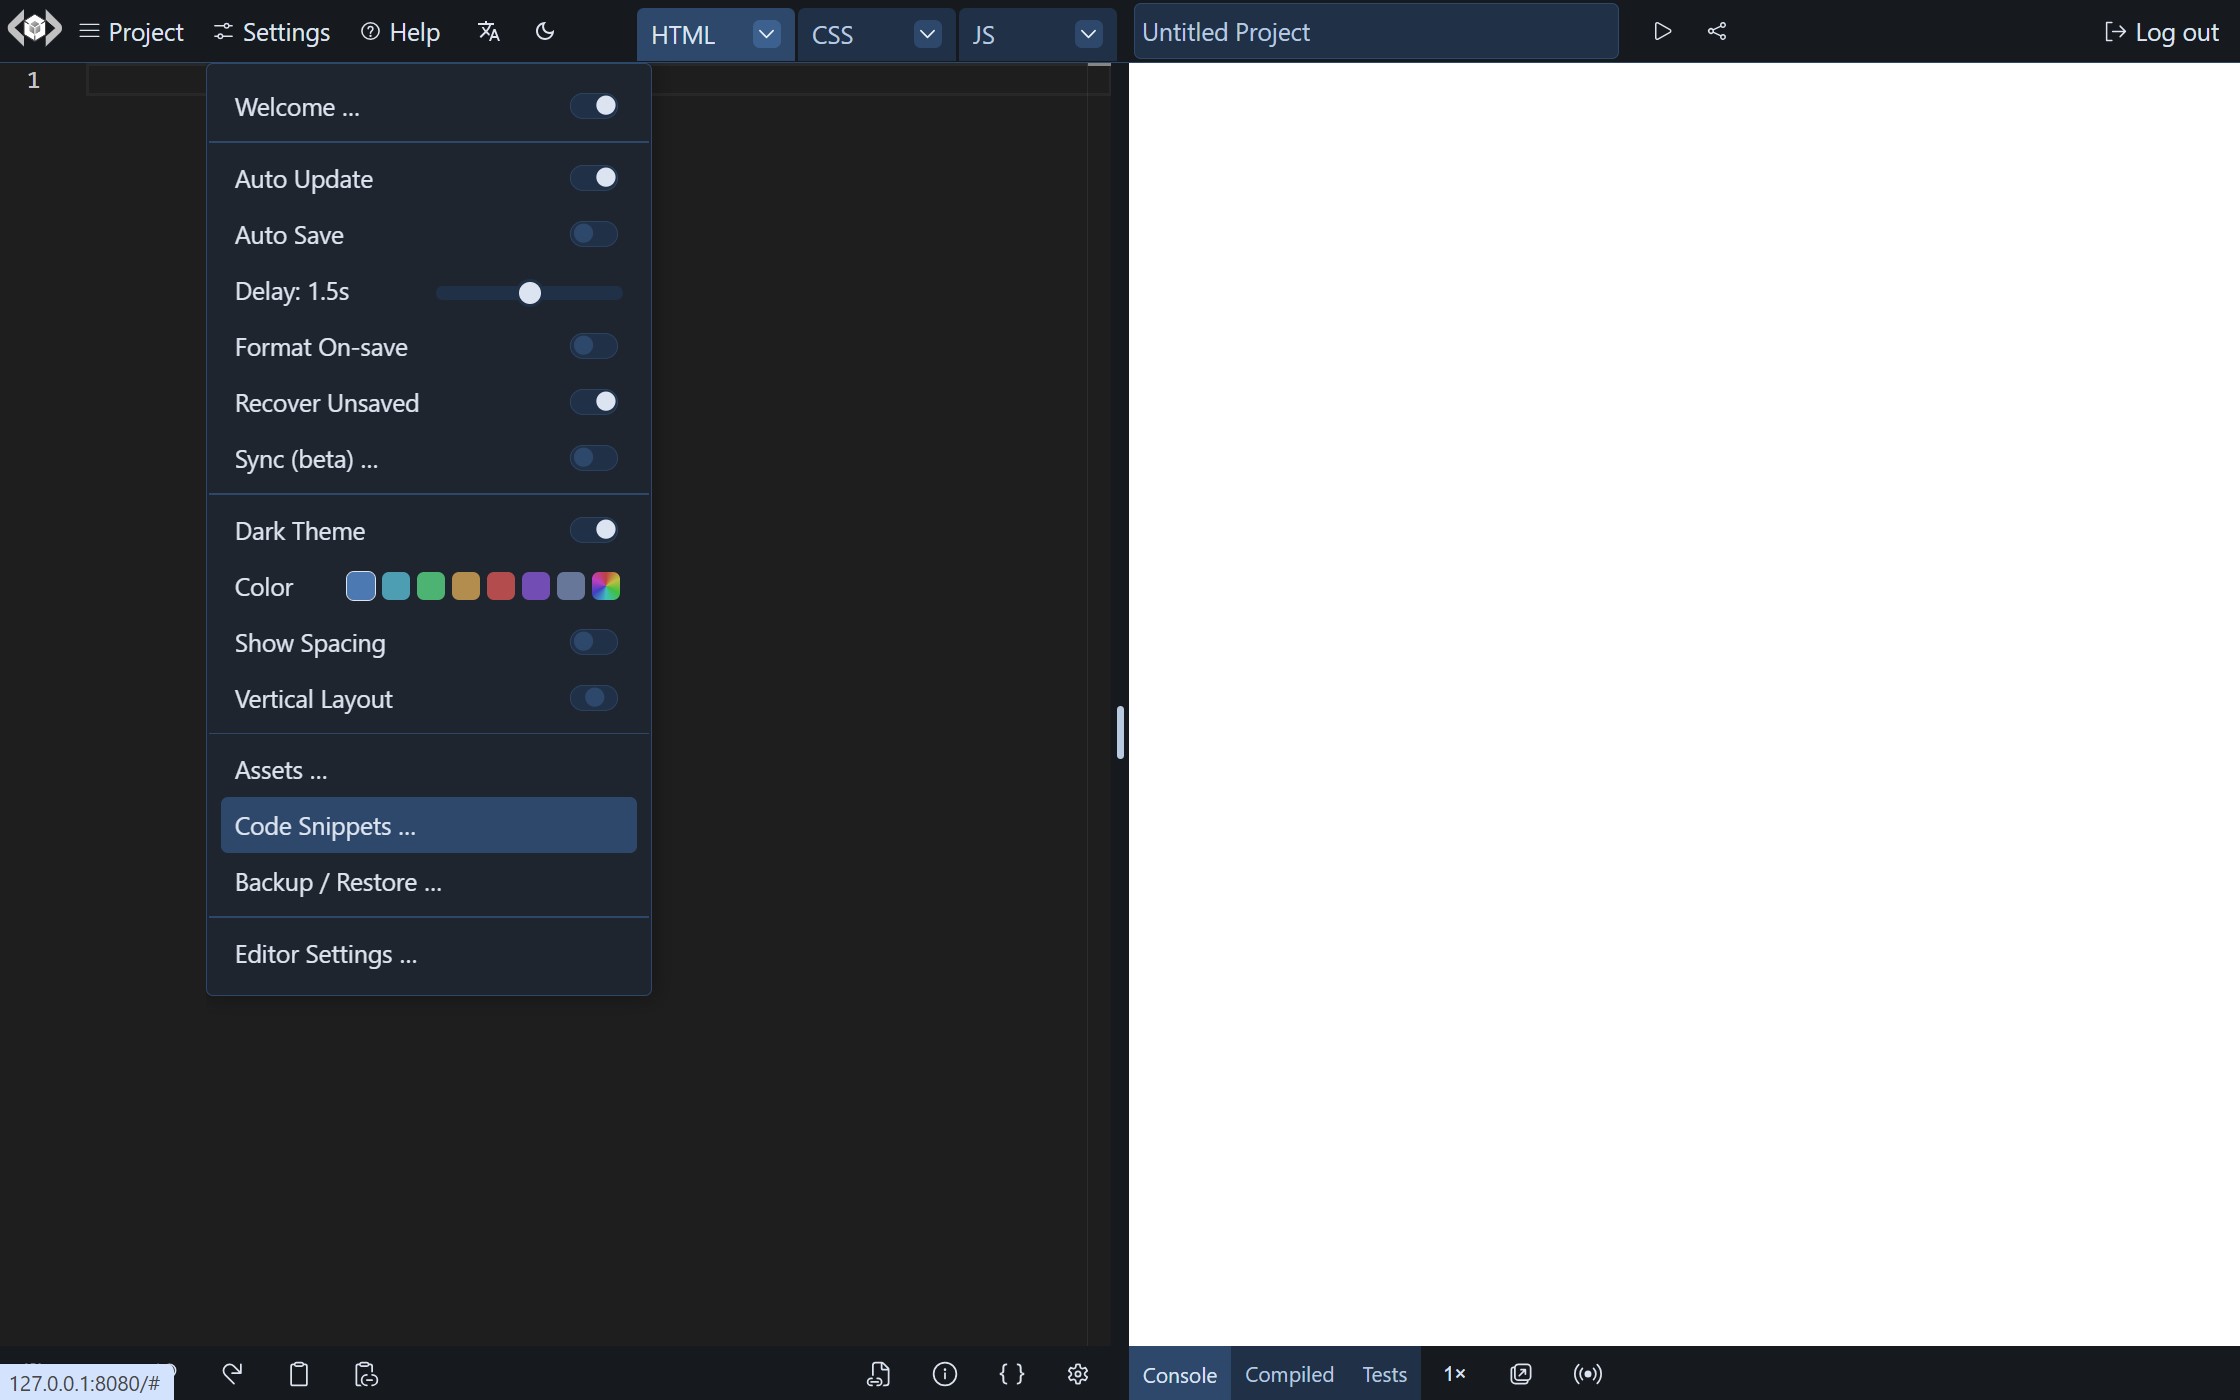 Project
Settings
Help
HTML
CSS
JS
Untitled Project
Log out
1
Welcome ...
Auto Update
Auto Save
Delay: 1.5s
Format On-save
Recover Unsaved
Sync (beta) ...
Dark Theme
Color
Show Spacing
Vertical Layout
Assets ...
Code Snippets ...
Backup / Restore ...
Editor Settings ...
127.0.0.1:8080/#
Console
Compiled
Tests
1×